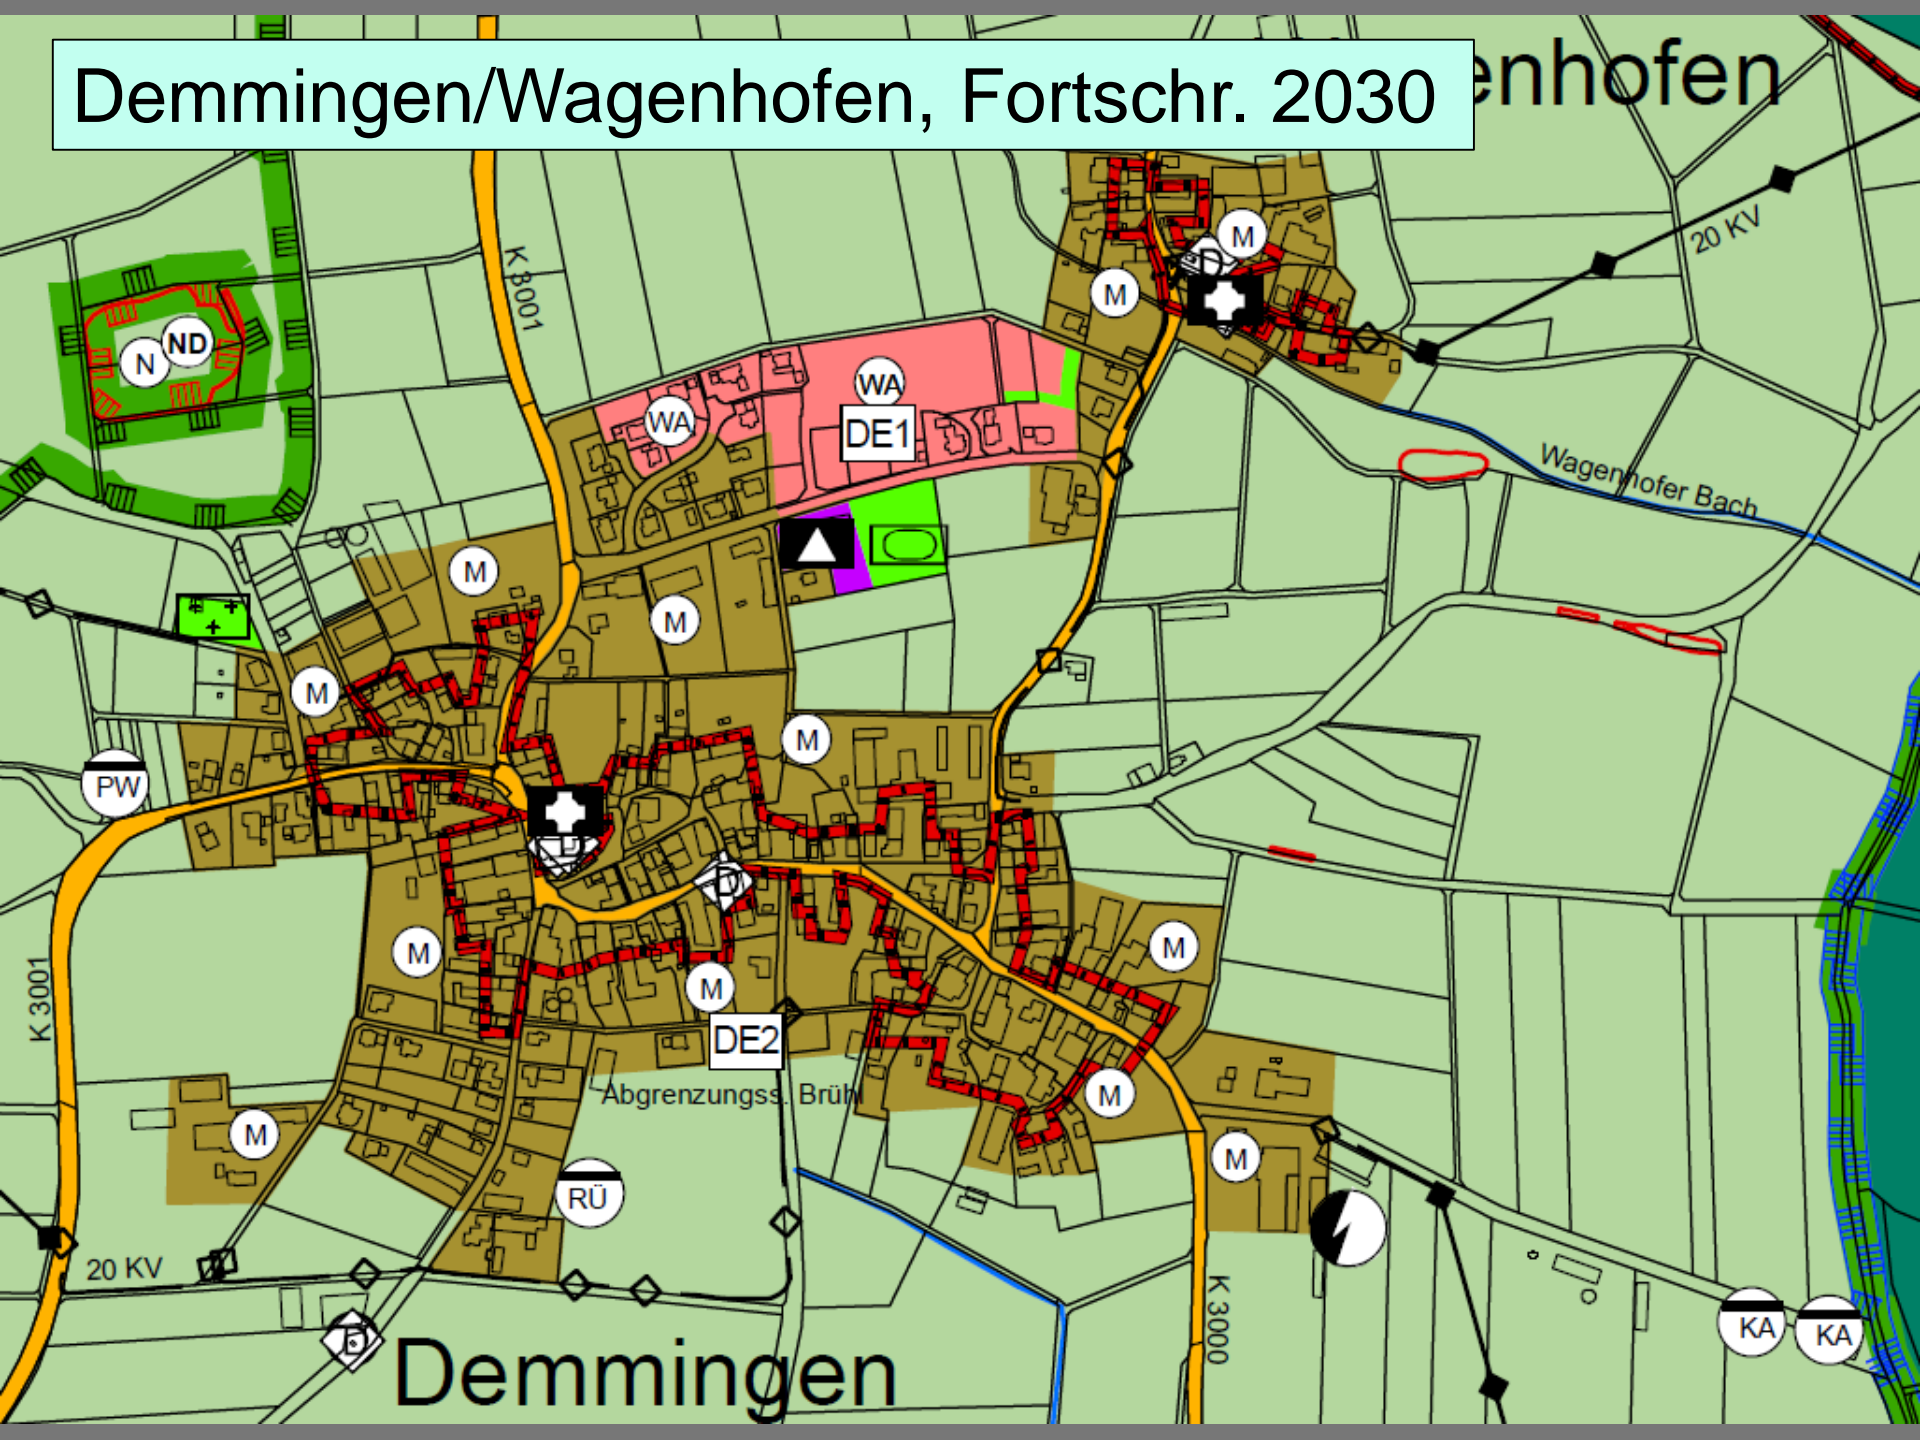 Demmingen/Wagenhofen, Fortschr. 2030
enhofen
20 KV
K 3001
M
D
M
N
ND
WA
WA
DE1
Wagenhofer Bach
M
M
M
M
PW
D
D
M
M
M
K 3001
DE2
Abgrenzungss. Brühl
M
M
M
RÜ
20 KV
K 3000
KA
KA
D
Demmingen